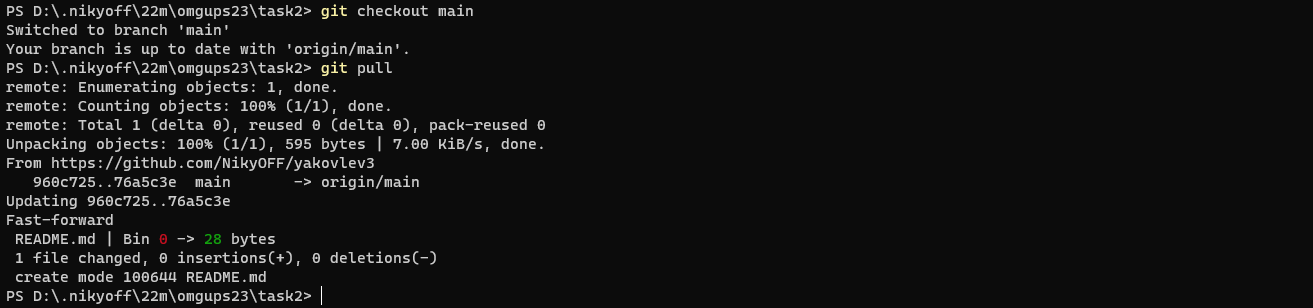 PS D:\.nikyoff\22m\omgups23\task2> git checkout main
Switched to branch 'main'
Your branch is up to date with 'origin/main'.
PS D:\.nikyoff\22m\omgups23\task2> git pull
remote: Enumerating objects: 1, done.
remote: Counting objects: 100% (1/1), done.
remote: Total 1 (delta 0), reused 0 (delta 0), pack-reused 0
Unpacking objects: 100% (1/1), 595 bytes | 7.00 KiB/s, done.
From https://github.com/NikyOFF/yakovlev3
   960c725..76a5c3e  main       -> origin/main
Updating 960c725..76a5c3e
Fast-forward
 README.md | Bin 0 -> 28 bytes
 1 file changed, 0 insertions(+), 0 deletions(-)
 create mode 100644 README.md
PS D:\.nikyoff\22m\omgups23\task2>